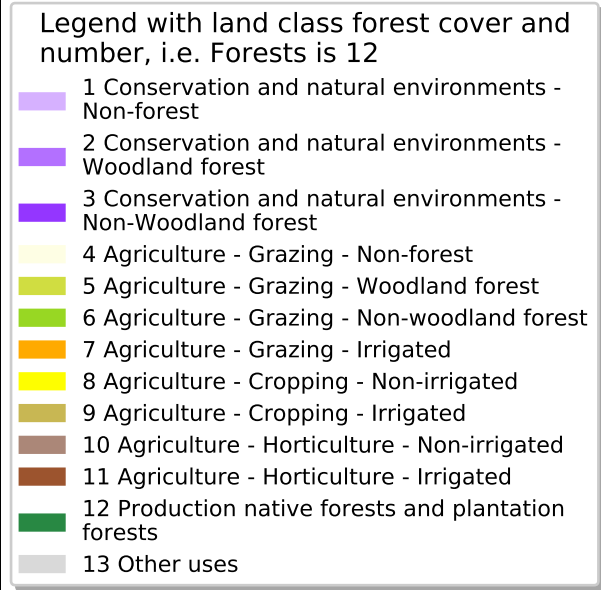 Legend with land class forest cover and
number, i.e. Forests is 12
1 Conservation and natural environments -
Non-forest
2 Conservation and natural environments -
Woodland forest
3 Conservation and natural environments -
Non-Woodland forest
4 Agriculture - Grazing - Non-forest
5 Agriculture - Grazing - Woodland forest
6 Agriculture - Grazing - Non-woodland forest
7 Agriculture - Grazing - Irrigated
8 Agriculture - Cropping - Non-irrigated
9 Agriculture - Cropping - Irrigated
10 Agriculture - Horticulture - Non-irrigated
11 Agriculture - Horticulture - Irrigated
12 Production native forests and plantation
forests
13 Other uses